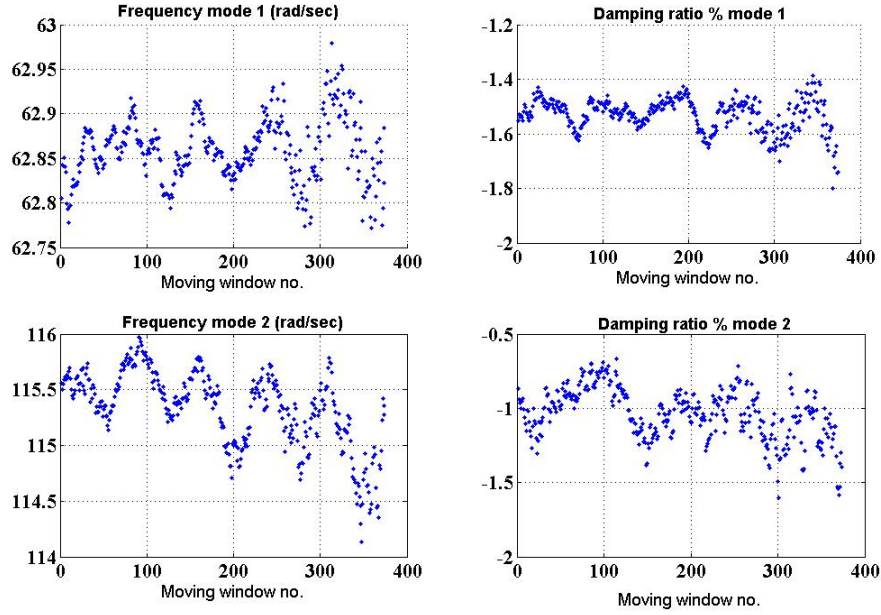 Frequency mode 1 (rad/sec)
63
62.95
62.9
62.85
62.8
62.75
0 100 200 300 400
Moving window no.
Damping ratio % mode 1
-1.2
-1.4
-1.6
-1.8
-2
0 100 200 300 400
Moving window no.
Frequency mode 2 (rad/sec)
116
115.5
115
114.5
114
0 100 200 300 400
Moving window no.
Damping ratio % mode 2
-0.5
-1
-1.5
-2
0 100 200 300 400
Moving window no.